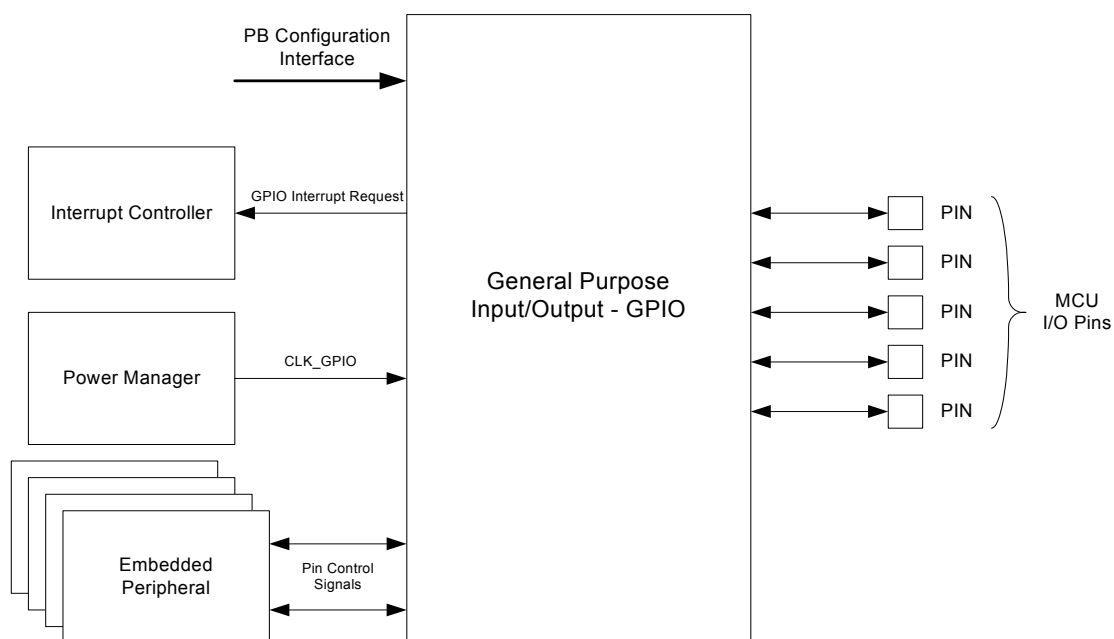 PB Configuration
Interface
Interrupt Controller
GPIO Interrupt Request
General Purpose
Input/Output - GPIO
PIN
PIN
PIN
PIN
PIN
MCU
I/O Pins
Power Manager
CLK_GPIO
Embedded
Peripheral
Pin Control
Signals